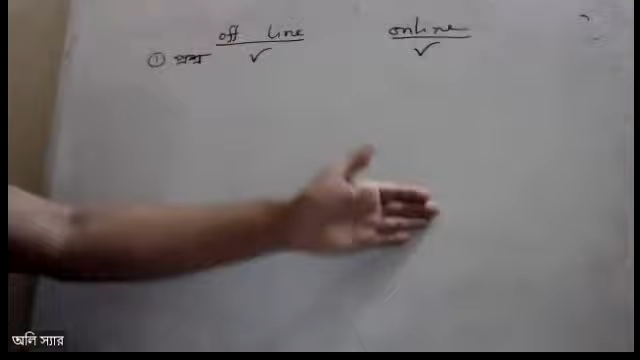 off line online
① প্রশ্ন ✓ ✓
অলি স্যার